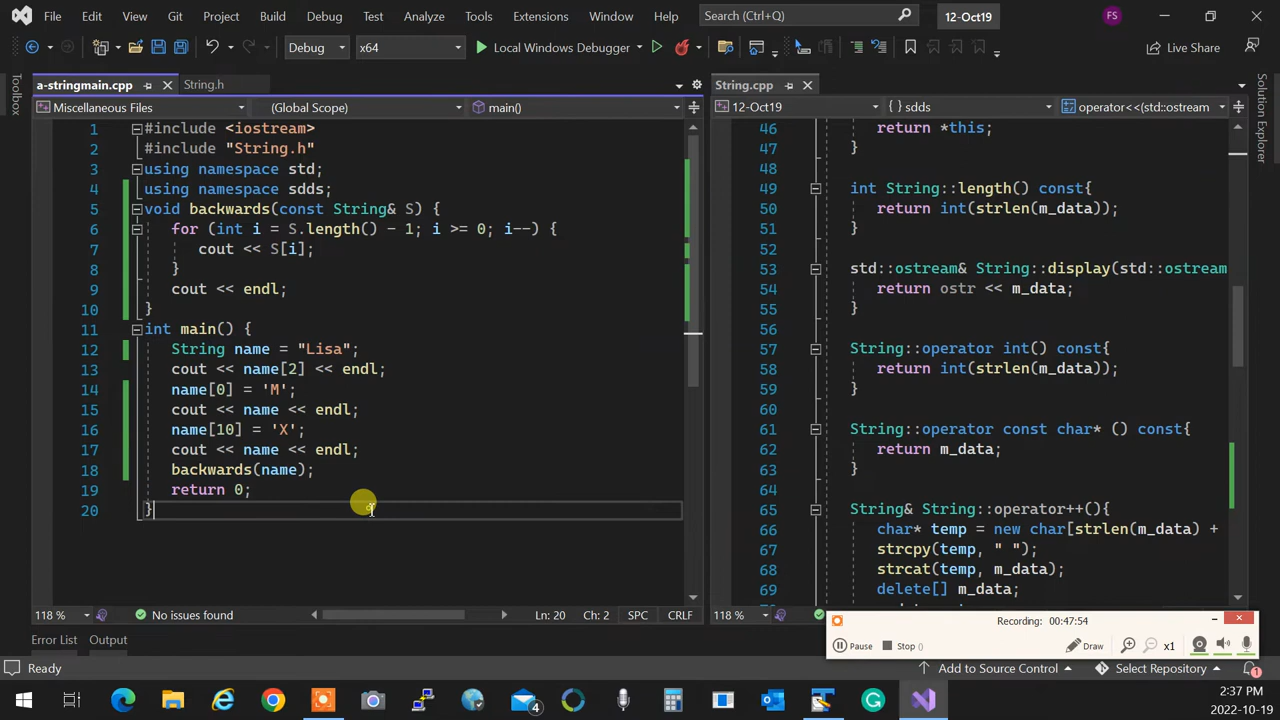 File Edit View Git Project Build Debug Test Analyze Tools Extensions Window Help Search (Ctrl+Q) 12-Oct19 FS
Debug x64 Local Windows Debugger Live Share
a-stringmain.cpp String.h
Miscellaneous Files (Global Scope) main()
1 #include <iostream>
2 #include "String.h"
3 using namespace std;
4 using namespace sdds;
5 void backwards(const String& S) {
6 for (int i = S.length() - 1; i >= 0; i--) {
7 cout << S[i];
8 }
9 cout << endl;
10 }
11 int main() {
12 String name = "Lisa";
13 cout << name[2] << endl;
14 name[0] = 'M';
15 cout << name << endl;
16 name[10] = 'X';
17 cout << name << endl;
18 backwards(name);
19 return 0;
20 }
118 % No issues found Ln: 20 Ch: 2 SPC CRLF
String.cpp
12-Oct19 {} sdds operator<<(std::ostream
46 return *this;
47 }
48
49 int String::length() const{
50 return int(strlen(m_data));
51 }
52
53 std::ostream& String::display(std::ostream
54 return ostr << m_data;
55 }
56
57 String::operator int() const{
58 return int(strlen(m_data));
59 }
60
61 String::operator const char* () const{
62 return m_data;
63 }
64
65 String& String::operator++(){
66 char* temp = new char[strlen(m_data) +
67 strcpy(temp, " ");
68 strcat(temp, m_data);
69 delete[] m_data;
118 %
Toolbox
Solution Explorer
Recording: 00:47:54
Pause Stop () Draw x1
Error List Output
Ready Add to Source Control Select Repository 1
4
2:37 PM
2022-10-19